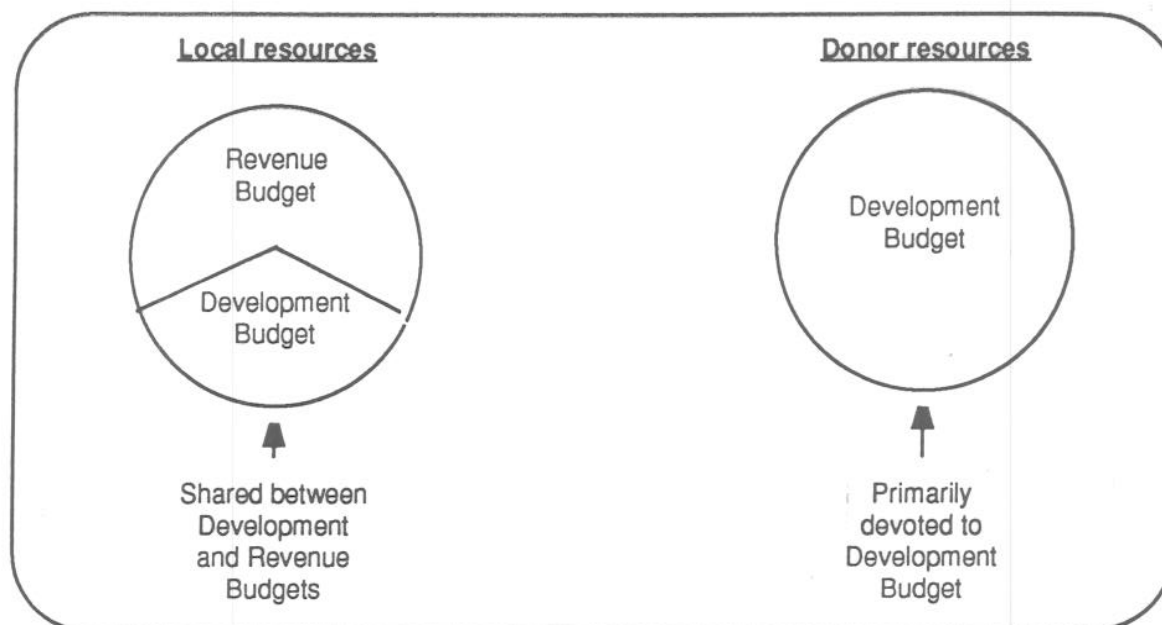 Local resources
Revenue
Budget
Development
Budget
Shared between
Development
and Revenue
Budgets
Donor resources
Development
Budget
Primarily
devoted to
Development
Budget